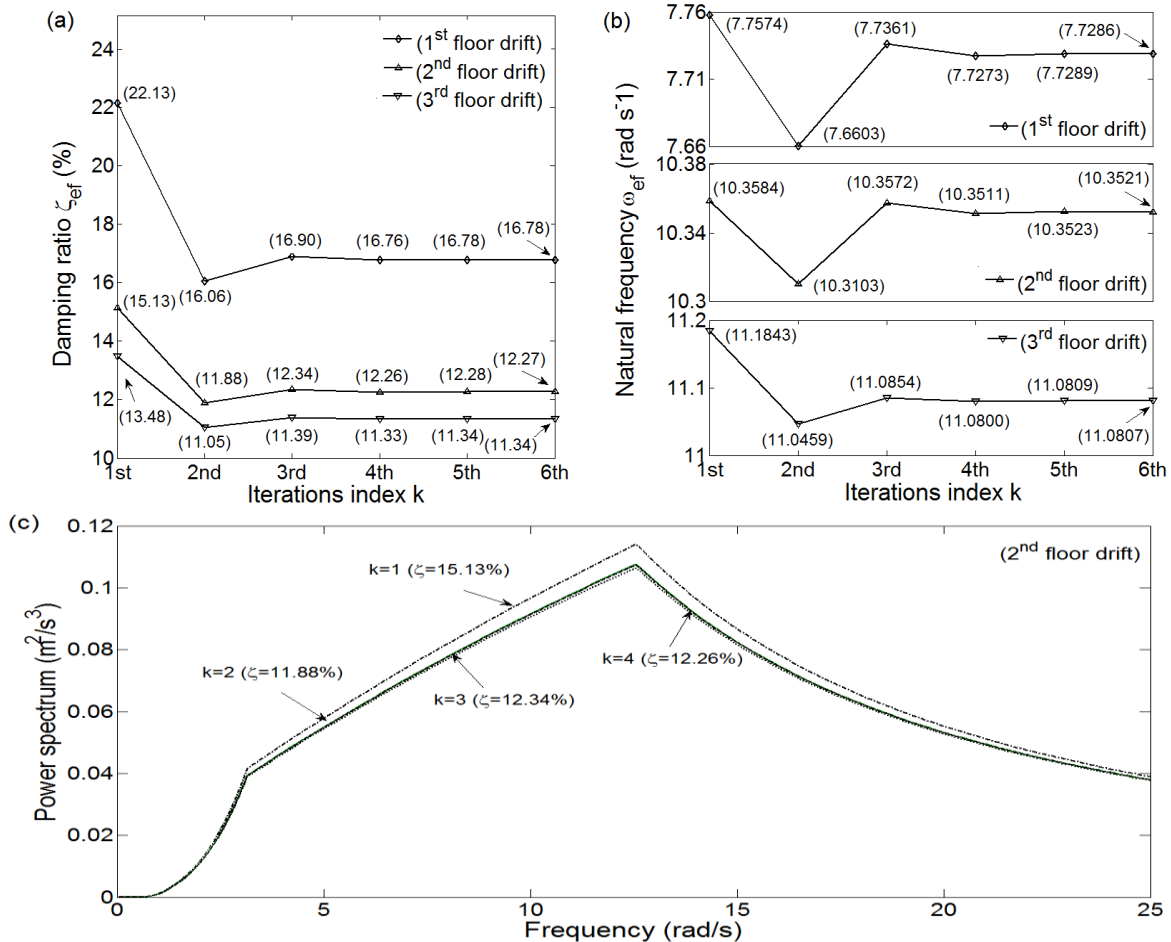 (a)
24
22
20
18
16
14
12
10
Damping ratio ζef (%)
(1st floor drift)
(2nd floor drift)
(3rd floor drift)
(22.13)
(16.06)
(16.90)
(16.76)
(16.78)
(16.78)
(15.13)
(11.88)
(12.34)
(12.26)
(12.28)
(12.27)
(13.48)
(11.05)
(11.39)
(11.33)
(11.34)
(11.34)
1st 2nd 3rd 4th 5th 6th
Iterations index k
(b)
Natural frequency ωef (rad s-1)
7.76
7.71
7.66
(7.7574)
(7.6603)
(7.7361)
(7.7273)
(7.7289)
(7.7286)
(1st floor drift)
10.38
10.34
10.3
(10.3584)
(10.3103)
(10.3572)
(10.3511)
(10.3523)
(10.3521)
(2nd floor drift)
11.2
11.1
11
(11.1843)
(11.0459)
(11.0854)
(11.0800)
(11.0809)
(11.0807)
(3rd floor drift)
1st 2nd 3rd 4th 5th 6th
Iterations index k
(c)
Power spectrum (m2/s3)
0.12
0.1
0.08
0.06
0.04
0.02
0
(2nd floor drift)
k=1 (ζ=15.13%)
k=2 (ζ=11.88%)
k=3 (ζ=12.34%)
k=4 (ζ=12.26%)
0 5 10 15 20 25
Frequency (rad/s)